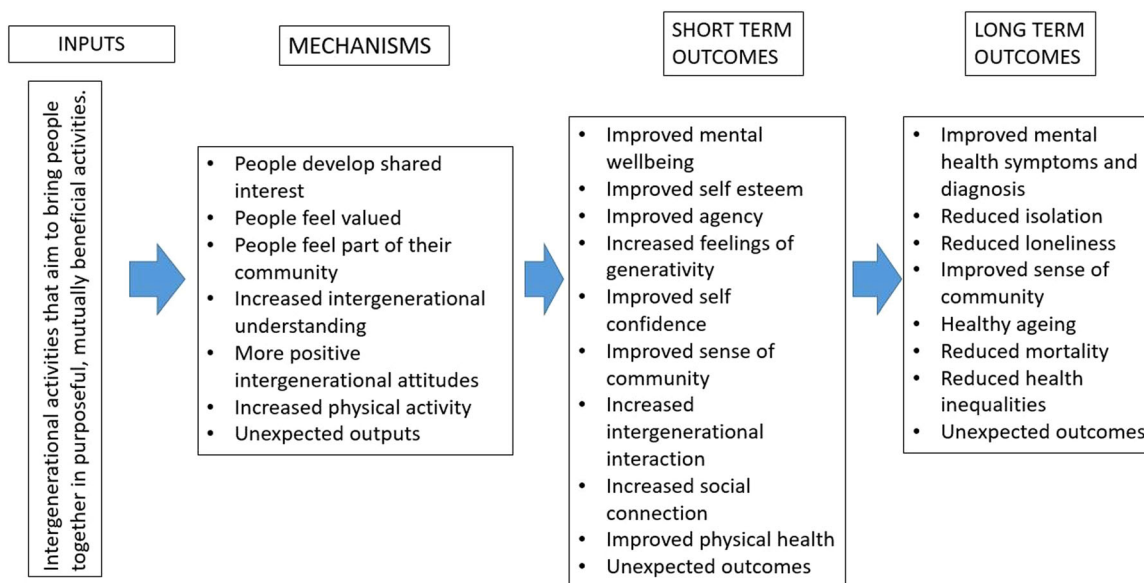 INPUTS
Intergenerational activities that aim to bring people
together in purposeful, mutually beneficial activities.
MECHANISMS
• People develop shared
interest
• People feel valued
• People feel part of their
community
• Increased intergenerational
understanding
• More positive
intergenerational attitudes
• Increased physical activity
• Unexpected outputs
SHORT TERM
OUTCOMES
• Improved mental
wellbeing
• Improved self esteem
• Improved agency
• Increased feelings of
generativity
• Improved self
confidence
• Improved sense of
community
• Increased
intergenerational
interaction
• Increased social
connection
• Improved physical health
• Unexpected outcomes
LONG TERM
OUTCOMES
• Improved mental
health symptoms and
diagnosis
• Reduced isolation
• Reduced loneliness
• Improved sense of
community
• Healthy ageing
• Reduced mortality
• Reduced health
inequalities
• Unexpected outcomes